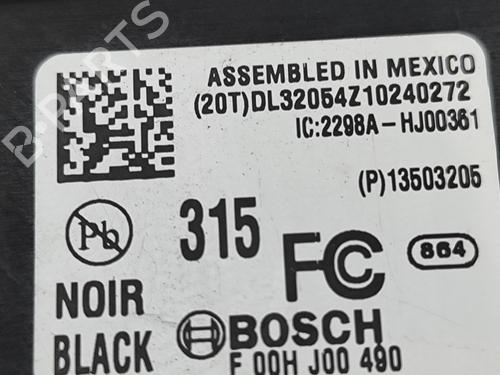 ASSEMBLED IN MEXICO
(20T)DL32054Z10240272
IC:2298A-HJ00361
(P)13503205
Pb
315
FC
864
NOIR
BLACK
BOSCH
F 00H J00 490
B-PARTS